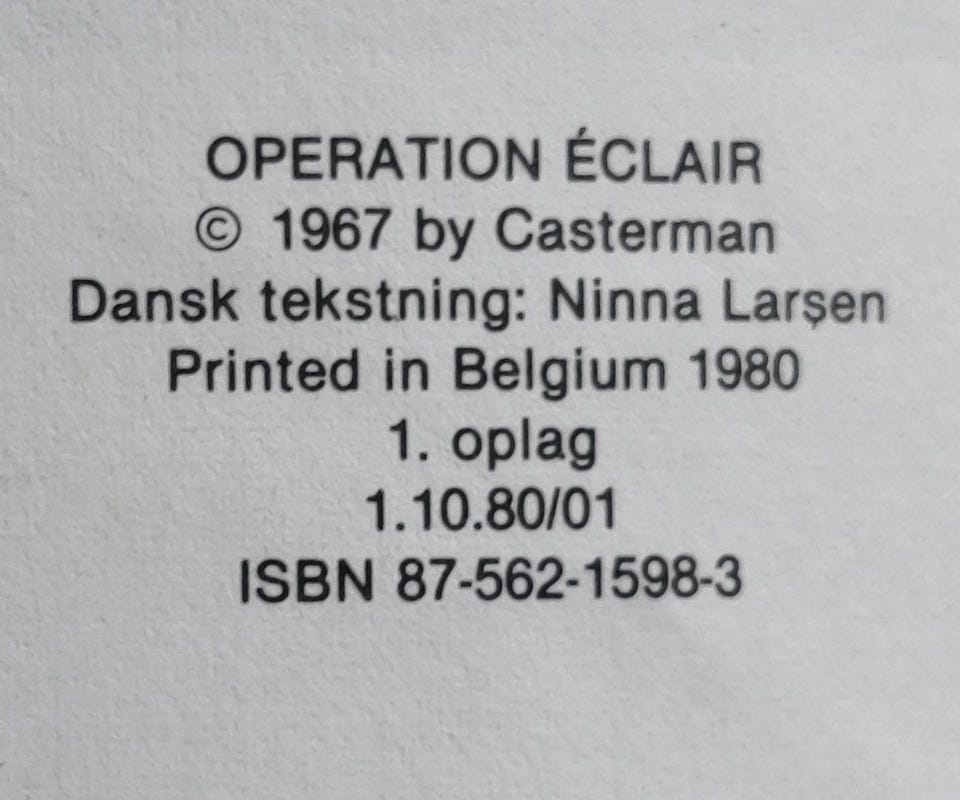 OPERATION ÉCLAIR
© 1967 by Casterman
Dansk tekstning: Ninna Larşen
Printed in Belgium 1980
1. oplag
1.10.80/01
ISBN 87-562-1598-3